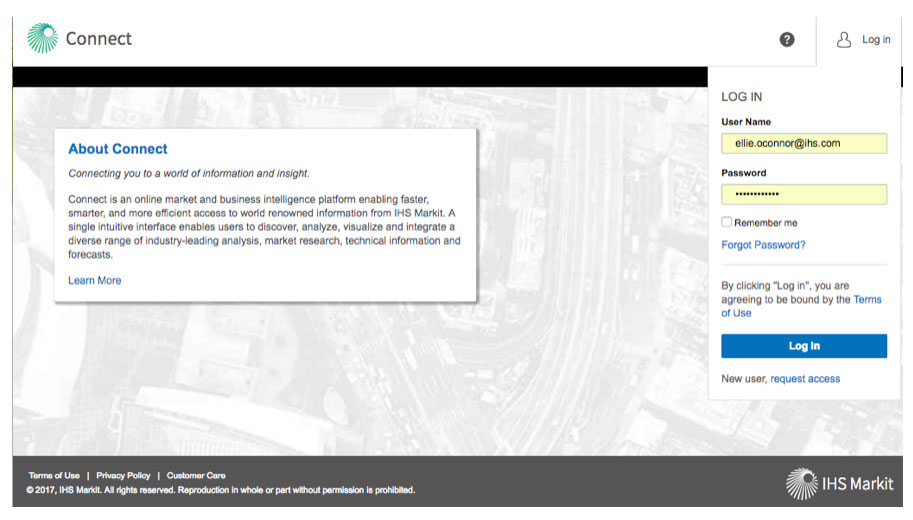 Connect
?
Log in
LOG IN
User Name
ellie.oconnor@ihs.com
Password
••••••••••••
Remember me
Forgot Password?
By clicking "Log in", you are
agreeing to be bound by the Terms
of Use
Log In
New user, request access
About Connect
Connecting you to a world of information and insight.
Connect is an online market and business intelligence platform enabling faster,
smarter, and more efficient access to world renowned information from IHS Markit. A
single intuitive interface enables users to discover, analyze, visualize and integrate a
diverse range of industry-leading analysis, market research, technical information and
forecasts.
Learn More
Terms of Use | Privacy Policy | Customer Care
© 2017, IHS Markit. All rights reserved. Reproduction in whole or part without permission is prohibited.
IHS Markit